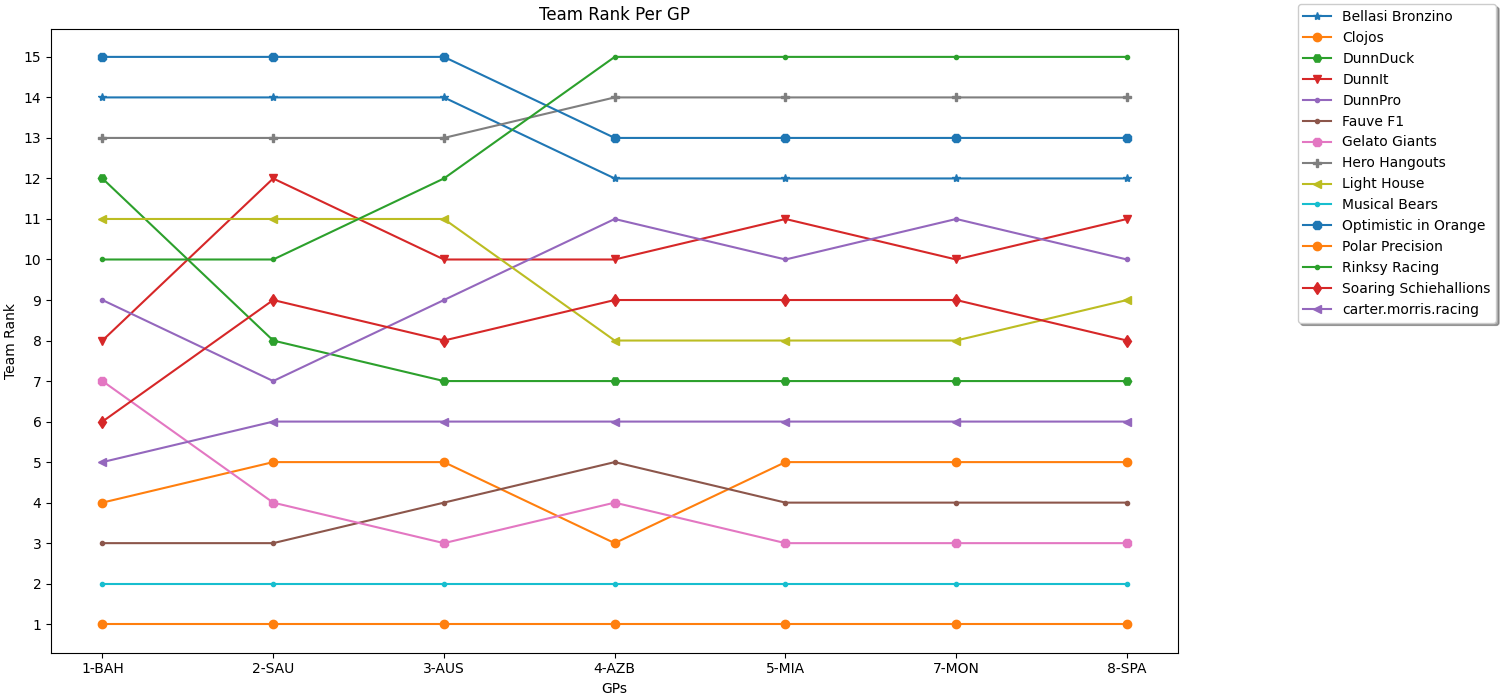 Team Rank Per GP
Team Rank
15
14
13
12
11
10
9
8
7
6
5
4
3
2
1
1-BAH
2-SAU
3-AUS
4-AZB
5-MIA
7-MON
8-SPA
GPs
Bellasi Bronzino
Clojos
DunnDuck
DunnIt
DunnPro
Fauve F1
Gelato Giants
Hero Hangouts
Light House
Musical Bears
Optimistic in Orange
Polar Precision
Rinksy Racing
Soaring Schiehallions
carter.morris.racing